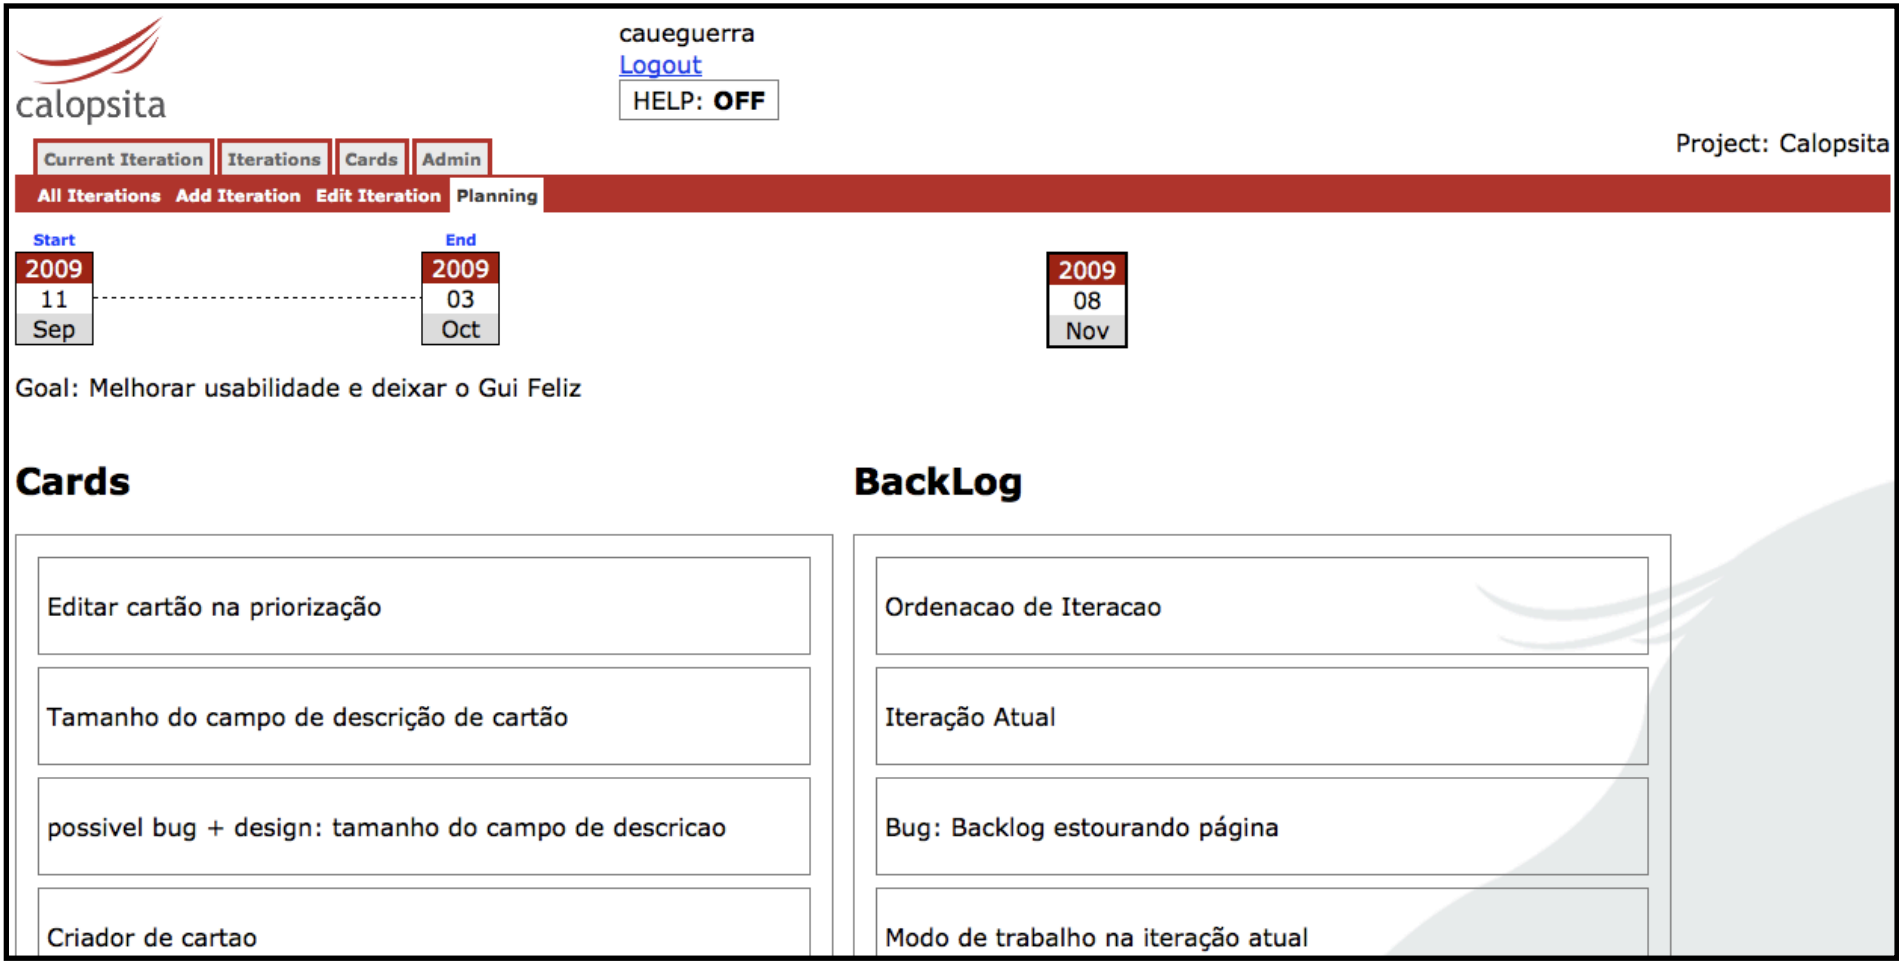 calopsita
caueguerra
Logout
HELP: OFF
Project: Calopsita
Current Iteration Iterations Cards Admin
All Iterations Add Iteration Edit Iteration Planning
Start End
2009 2009 2009
11 03 08
Sep Oct Nov
Goal: Melhorar usabilidade e deixar o Gui Feliz
Cards
Editar cartão na priorização
Tamanho do campo de descrição de cartão
possivel bug + design: tamanho do campo de descricao
Criador de cartao
BackLog
Ordenacao de Iteracao
Iteração Atual
Bug: Backlog estourando página
Modo de trabalho na iteração atual